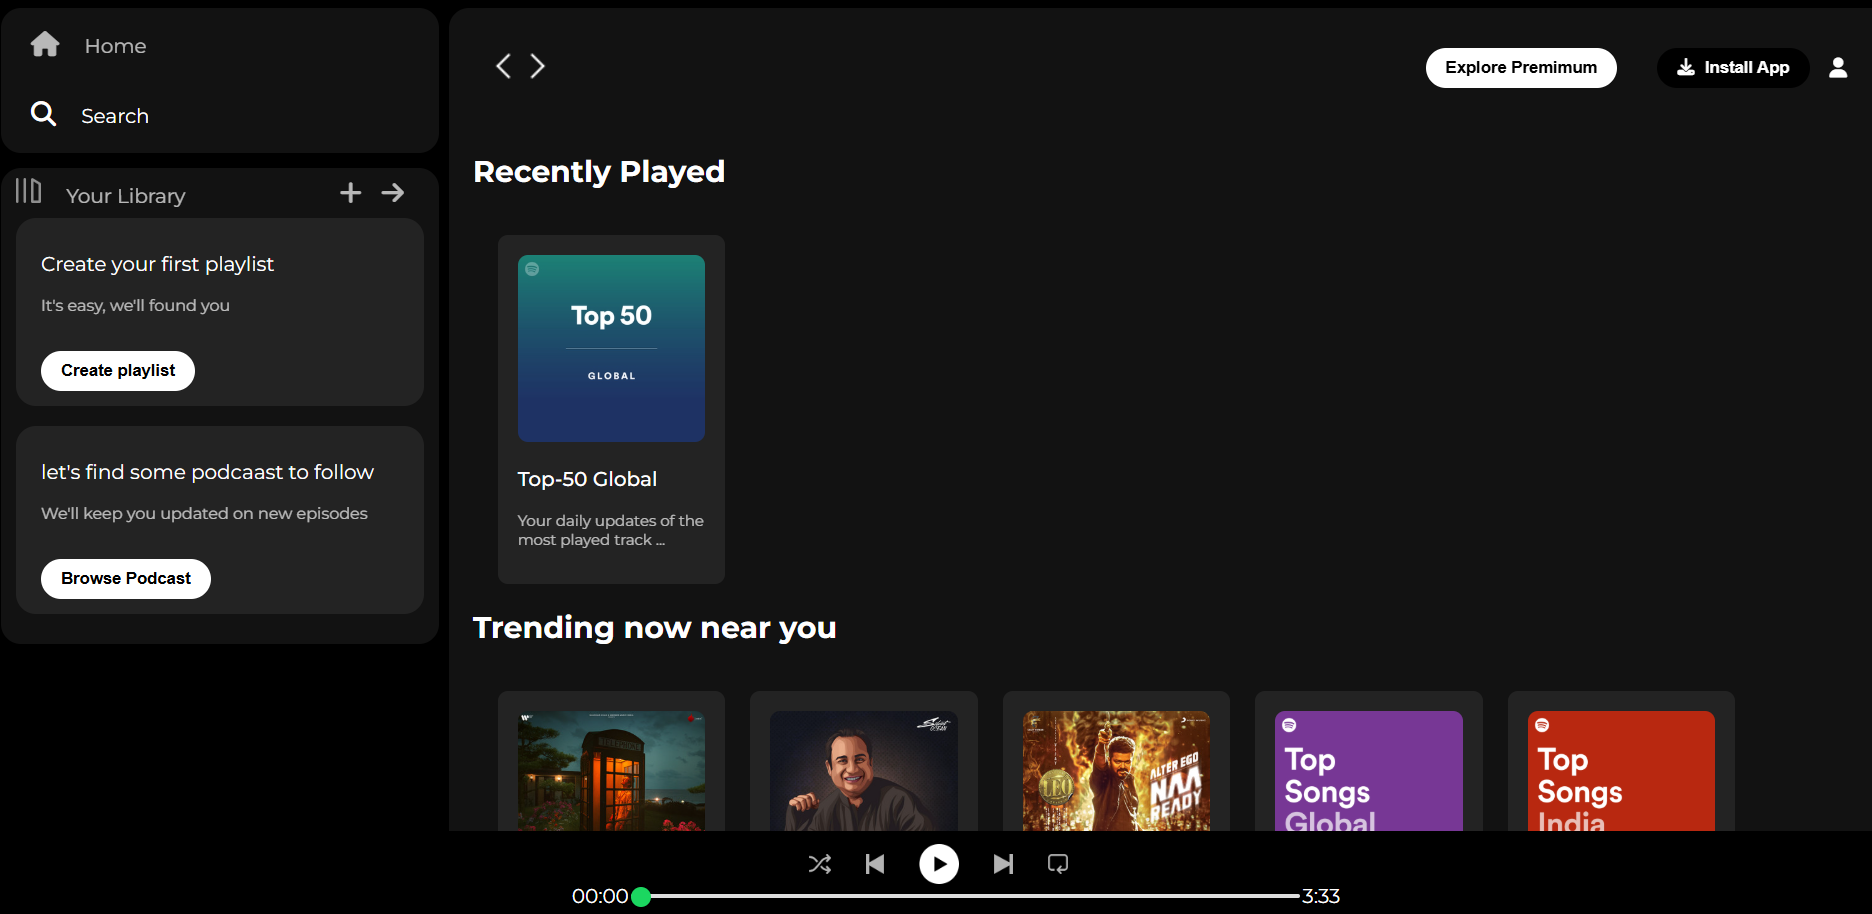 Home
Search
Your Library
Create your first playlist
It's easy, we'll found you
Create playlist
let's find some podcaast to follow
We'll keep you updated on new episodes
Browse Podcast
Explore Premimum
Install App
Recently Played
Top 50
GLOBAL
Top-50 Global
Your daily updates of the
most played track ...
Trending now near you
TELEPHONE
LEO
ALTER EGO
NAA
READY
Top
Songs
Global
Top
Songs
India
00:00
3:33